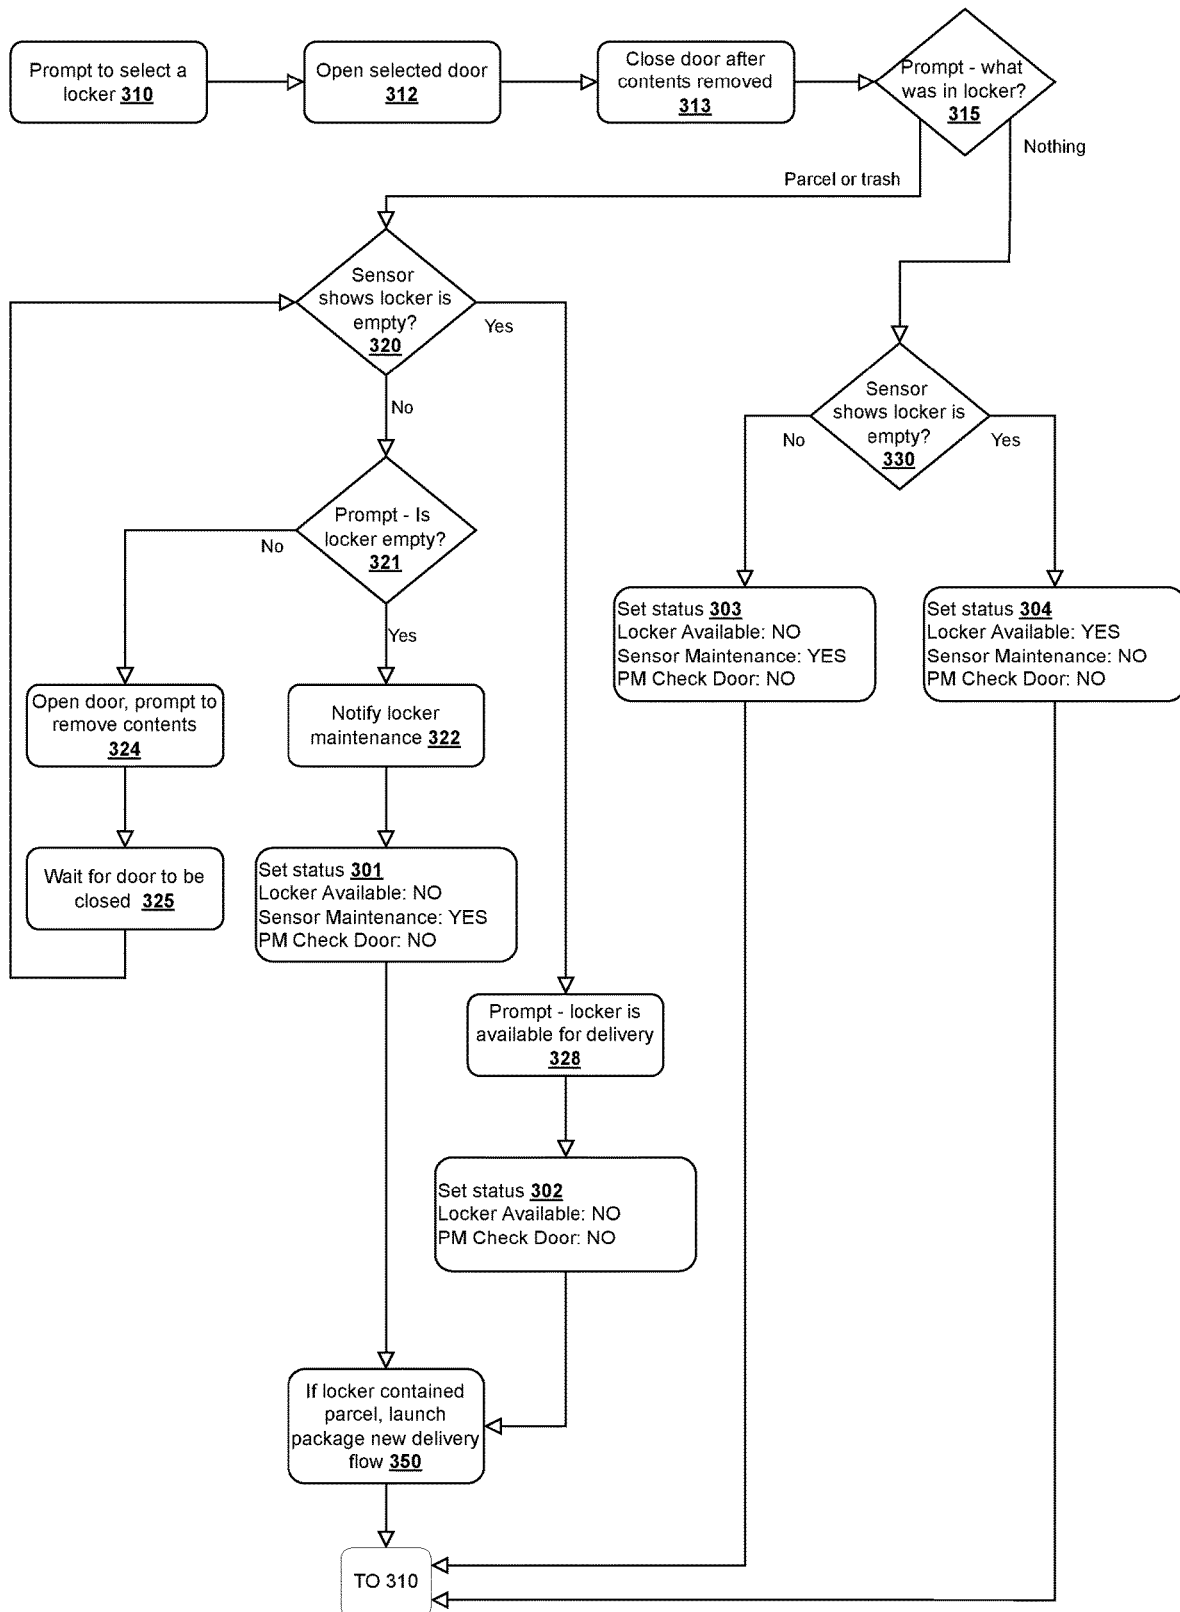 Prompt to select a
locker 310
Open selected door
312
Close door after
contents removed
313
Prompt - what
was in locker?
315
Nothing
Parcel or trash
Sensor
shows locker is
empty?
320
Yes
No
Sensor
shows locker is
empty?
330
No
Yes
Prompt - Is
locker empty?
321
No
Yes
Set status 303
Locker Available: NO
Sensor Maintenance: YES
PM Check Door: NO
Set status 304
Locker Available: YES
Sensor Maintenance: NO
PM Check Door: NO
Open door, prompt to
remove contents
324
Notify locker
maintenance 322
Wait for door to be
closed 325
Set status 301
Locker Available: NO
Sensor Maintenance: YES
PM Check Door: NO
Prompt - locker is
available for delivery
328
Set status 302
Locker Available: NO
PM Check Door: NO
If locker contained
parcel, launch
package new delivery
flow 350
TO 310